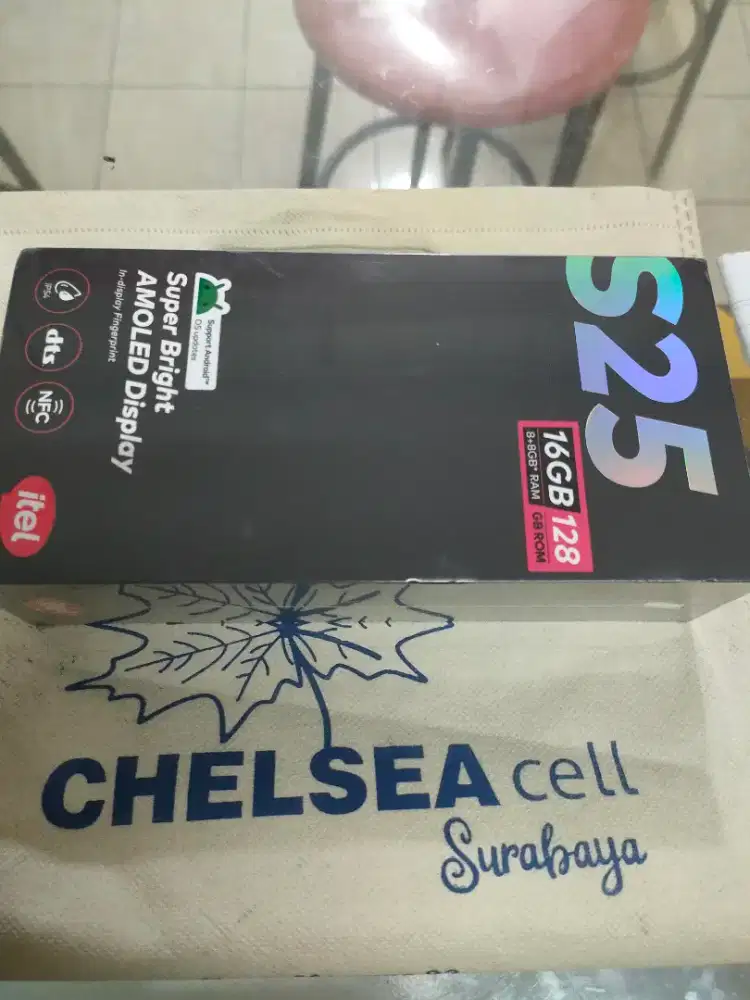 S25
16GB 128
8+8GB* RAM GB ROM
Support Android™
OS updates
Super Bright
AMOLED Display
In-display Fingerprint
IP54
dts
NFC
itel
CHELSEA cell
Surabaya